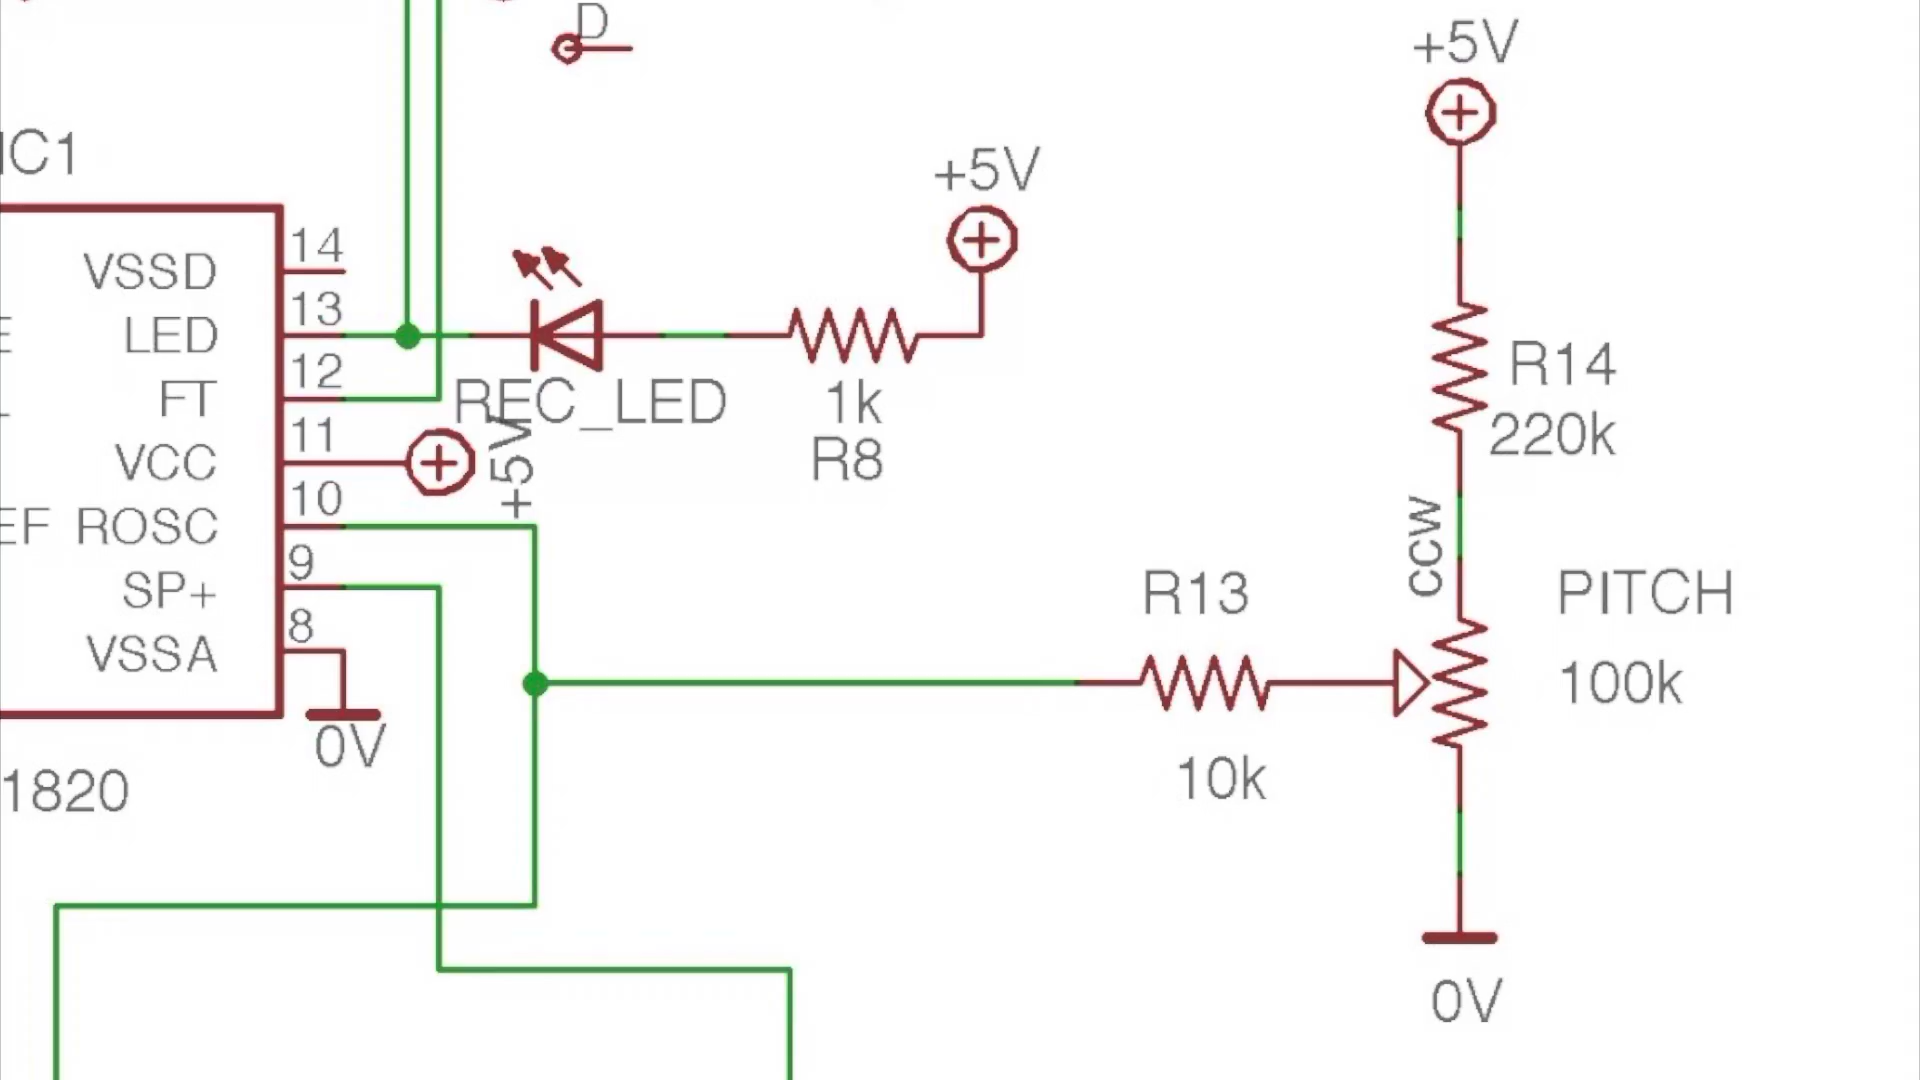 D
+5V
IC1
+5V
14
VSSD
13
LED
12
FT
REC_LED
1k
R8
R14
220k
11
VCC
+5V
10
EF ROSC
ccw
9
SP+
8
VSSA
0V
R13
10k
PITCH
100k
1820
0V